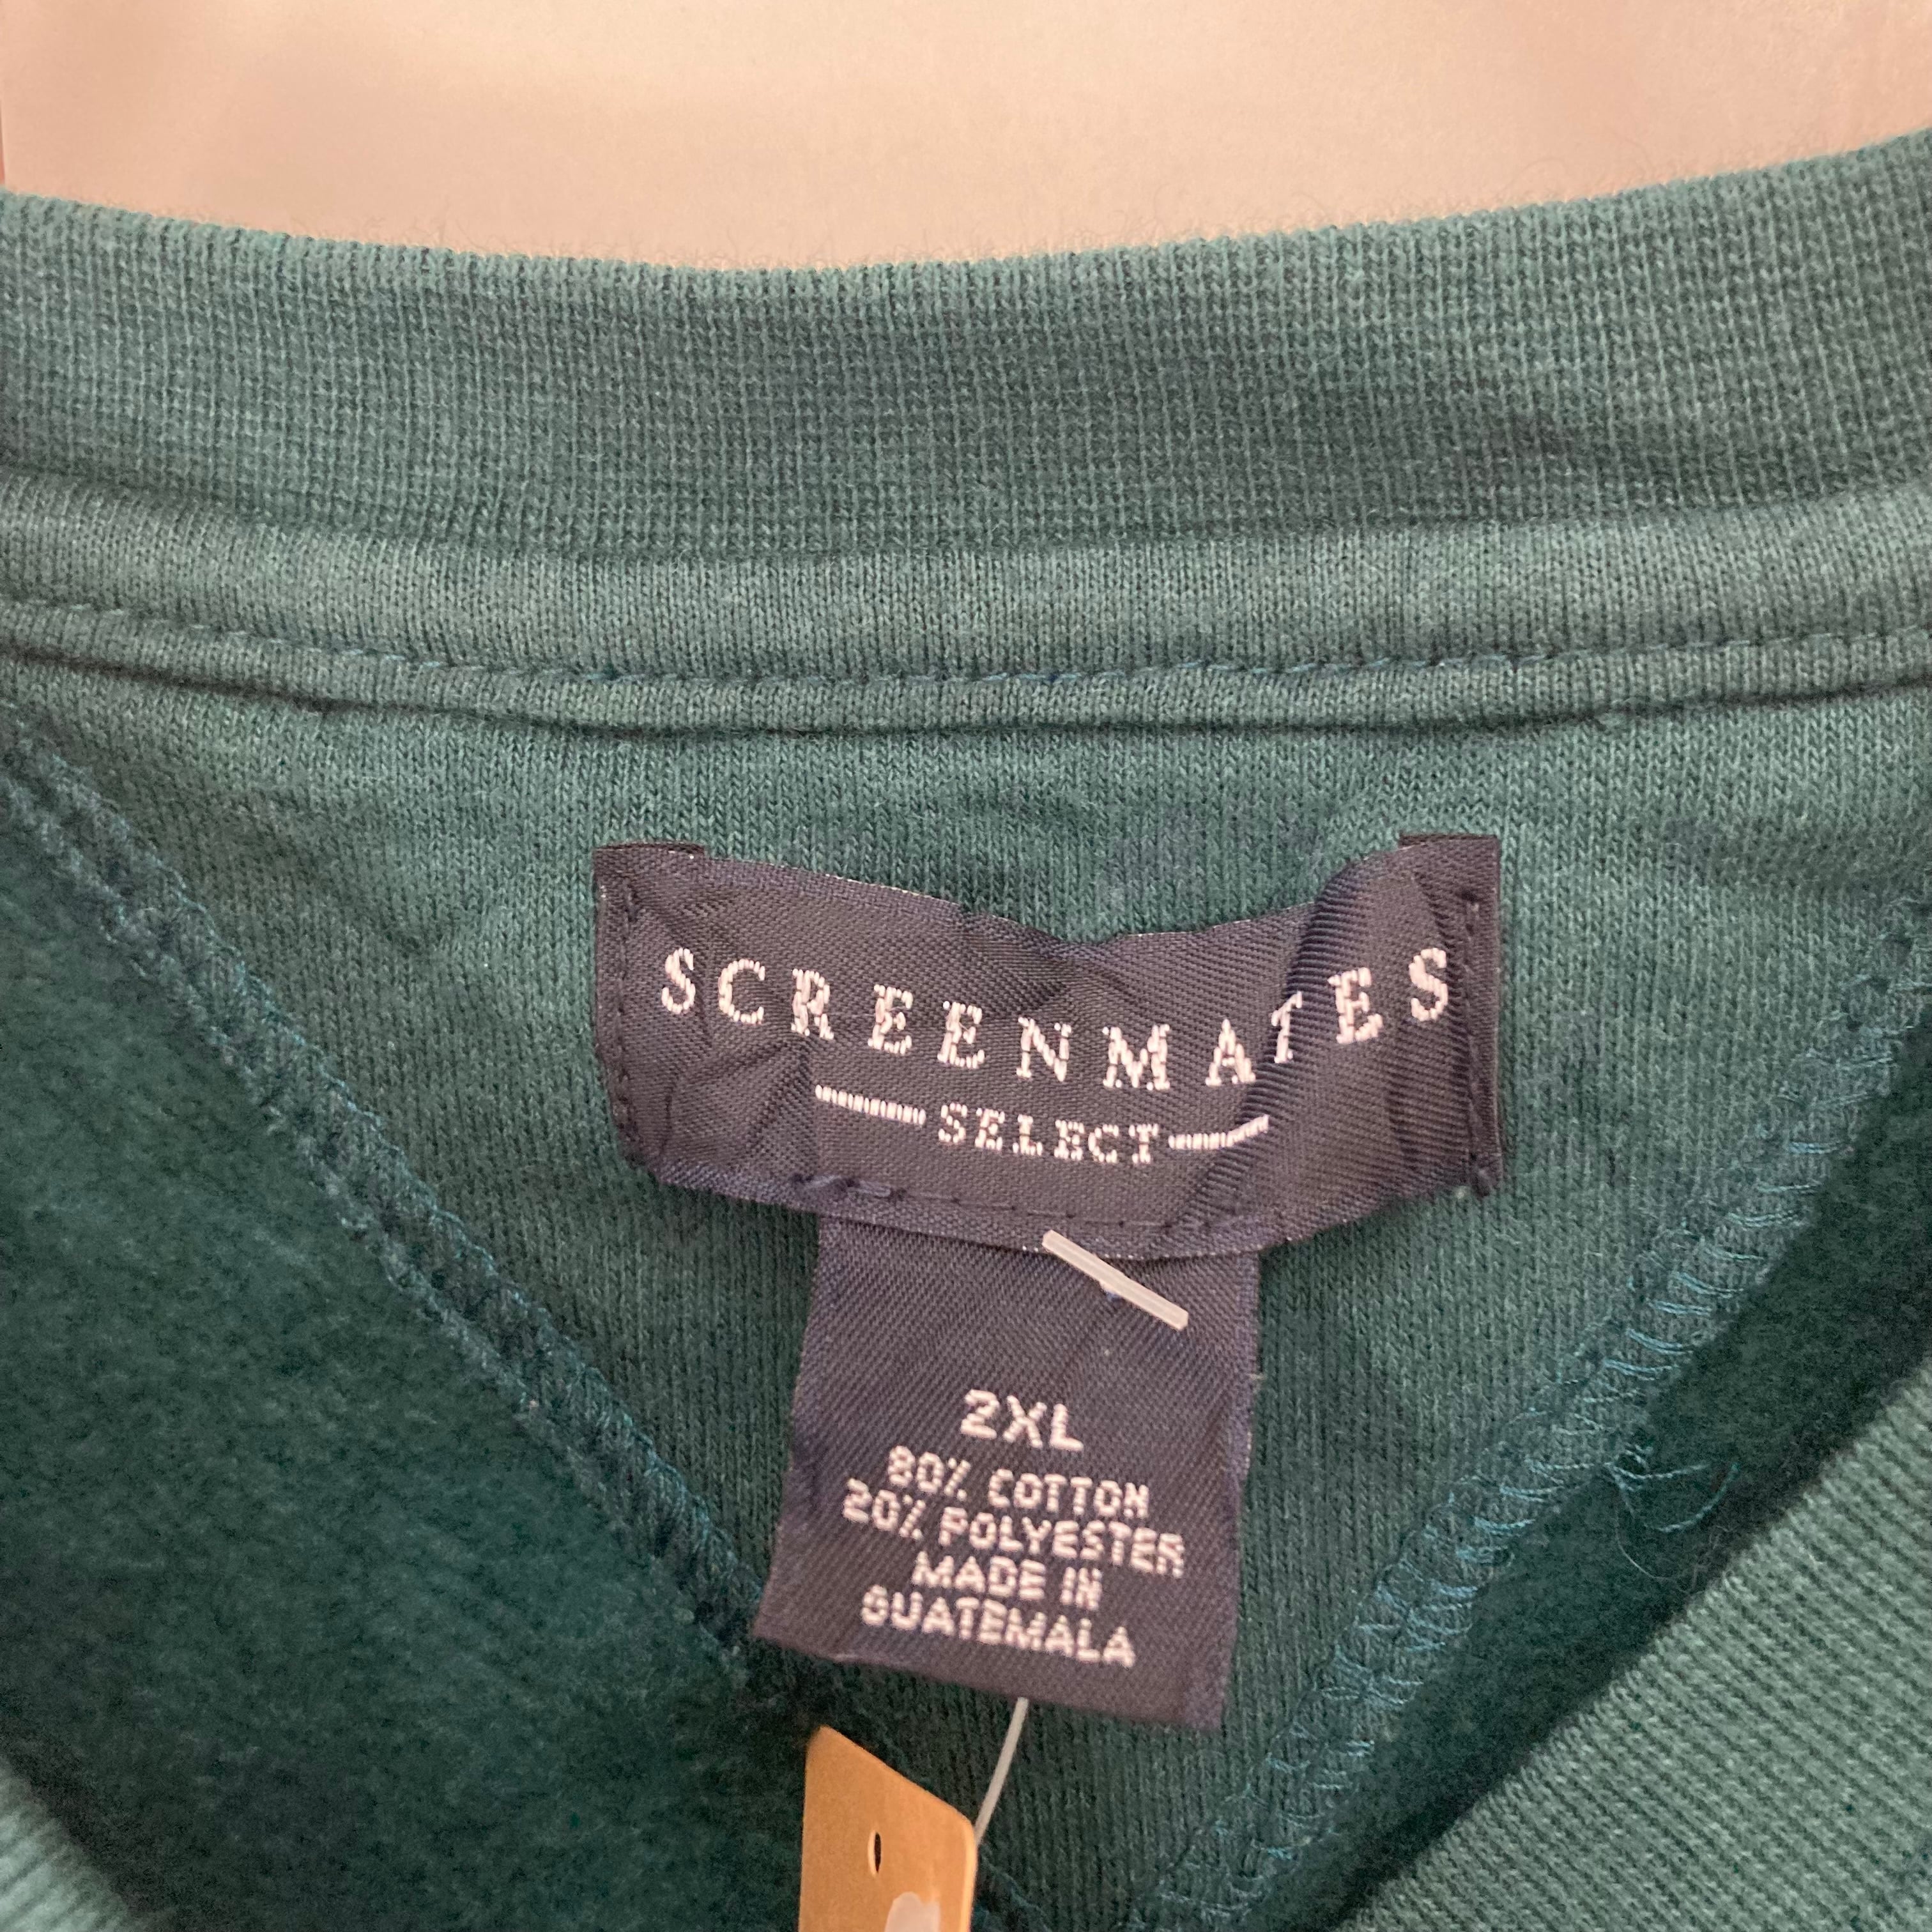 SCREENMATES
SELECT
2XL
80% COTTON
20% POLYESTER
MADE IN
GUATEMALA